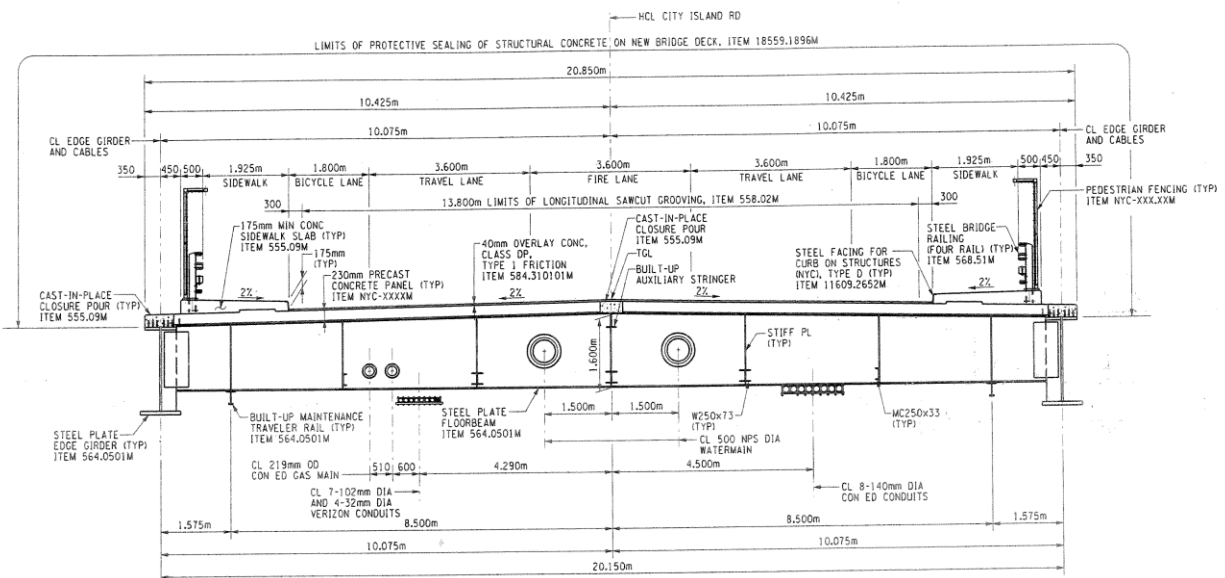 HCL CITY ISLAND RD
LIMITS OF PROTECTIVE SEALING OF STRUCTURAL CONCRETE ON NEW BRIDGE DECK, ITEM 18559.1896M
20.850m
10.425m
10.425m
CL EDGE GIRDER
AND CABLES
10.075m
10.075m
CL EDGE GIRDER
AND CABLES
350
450
500
1.925m
SIDEWALK
1.800m
BICYCLE LANE
3.600m
TRAVEL LANE
3.600m
FIRE LANE
3.600m
TRAVEL LANE
1.800m
BICYCLE LANE
1.925m
SIDEWALK
500
450
350
300
13.800m LIMITS OF LONGITUDINAL SAWCUT GROOVING, ITEM 558.02M
300
PEDESTRIAN FENCING (TYP)
ITEM NYC-XXX.XXM
175mm MIN CONC
SIDEWALK SLAB (TYP)
ITEM 555.09M
175mm
(TYP)
230mm PRECAST
CONCRETE PANEL (TYP)
ITEM NYC-XXXXM
40mm OVERLAY CONC,
CLASS DP,
TYPE 1 FRICTION
ITEM 584.310101M
CAST-IN-PLACE
CLOSURE POUR
ITEM 555.09M
TGL
BUILT-UP
AUXILIARY STRINGER
STEEL FACING FOR
CURB ON STRUCTURES
(NYC), TYPE D (TYP)
ITEM 11609.2652M
STEEL BRIDGE
RAILING
(FOUR RAIL) (TYP)
ITEM 568.51M
CAST-IN-PLACE
CLOSURE POUR (TYP)
ITEM 555.09M
2%
2%
2%
2%
1.600m
STIFF PL
(TYP)
STEEL PLATE
EDGE GIRDER (TYP)
ITEM 564.0501M
BUILT-UP MAINTENANCE
TRAVELER RAIL (TYP)
ITEM 564.0501M
STEEL PLATE
FLOORBEAM
ITEM 564.0501M
1.500m
1.500m
W250x73
(TYP)
MC250x33
(TYP)
CL 500 NPS DIA
WATERMAIN
CL 219mm OD
CON ED GAS MAIN
510
600
4.290m
4.500m
CL 7-102mm DIA
AND 4-32mm DIA
VERIZON CONDUITS
CL 8-140mm DIA
CON ED CONDUITS
1.575m
8.500m
8.500m
1.575m
10.075m
10.075m
20.150m